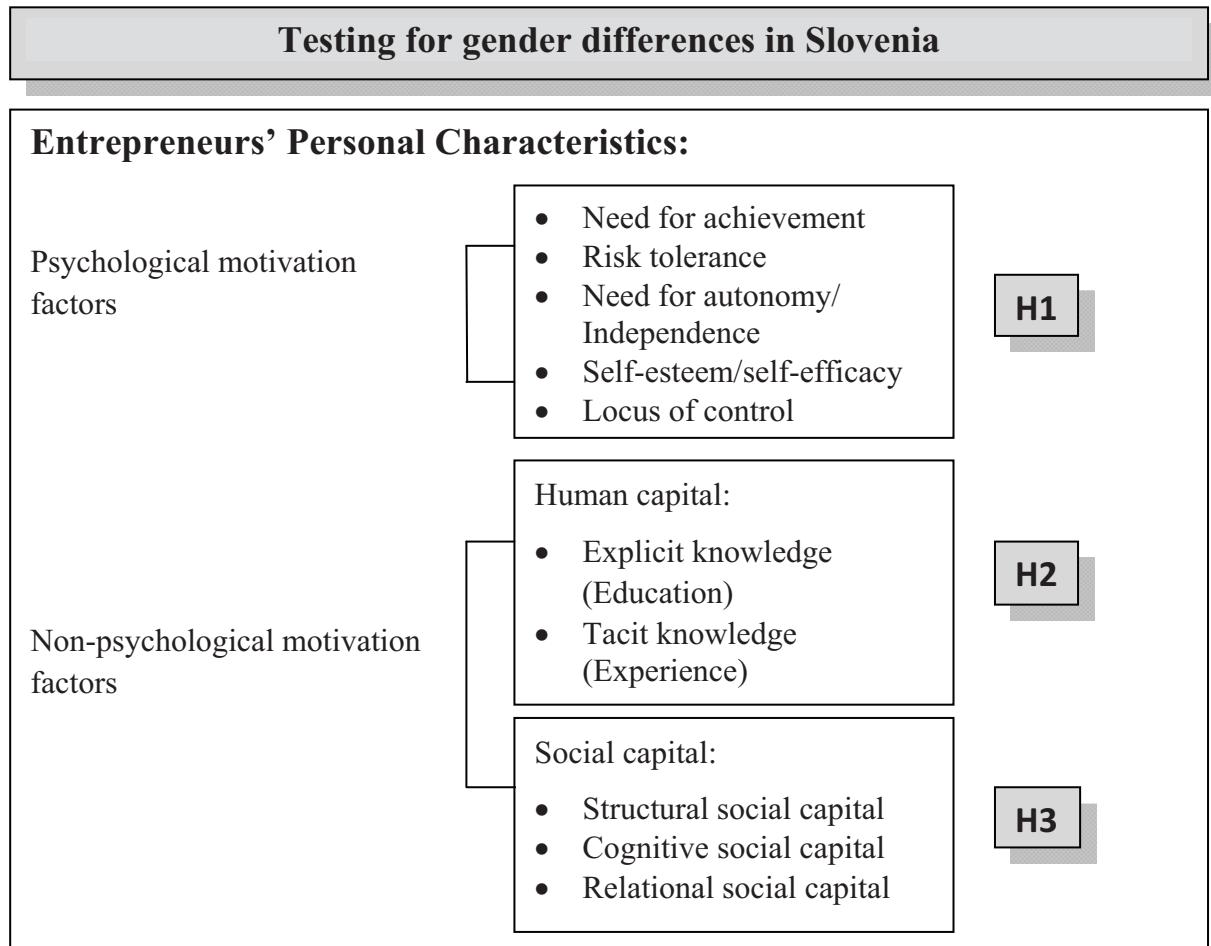 Testing for gender differences in Slovenia
Entrepreneurs’ Personal Characteristics:
Psychological motivation
factors
• Need for achievement
• Risk tolerance
• Need for autonomy/
Independence
• Self-esteem/self-efficacy
• Locus of control
H1
Non-psychological motivation
factors
Human capital:
• Explicit knowledge
(Education)
• Tacit knowledge
(Experience)
H2
Social capital:
• Structural social capital
• Cognitive social capital
• Relational social capital
H3